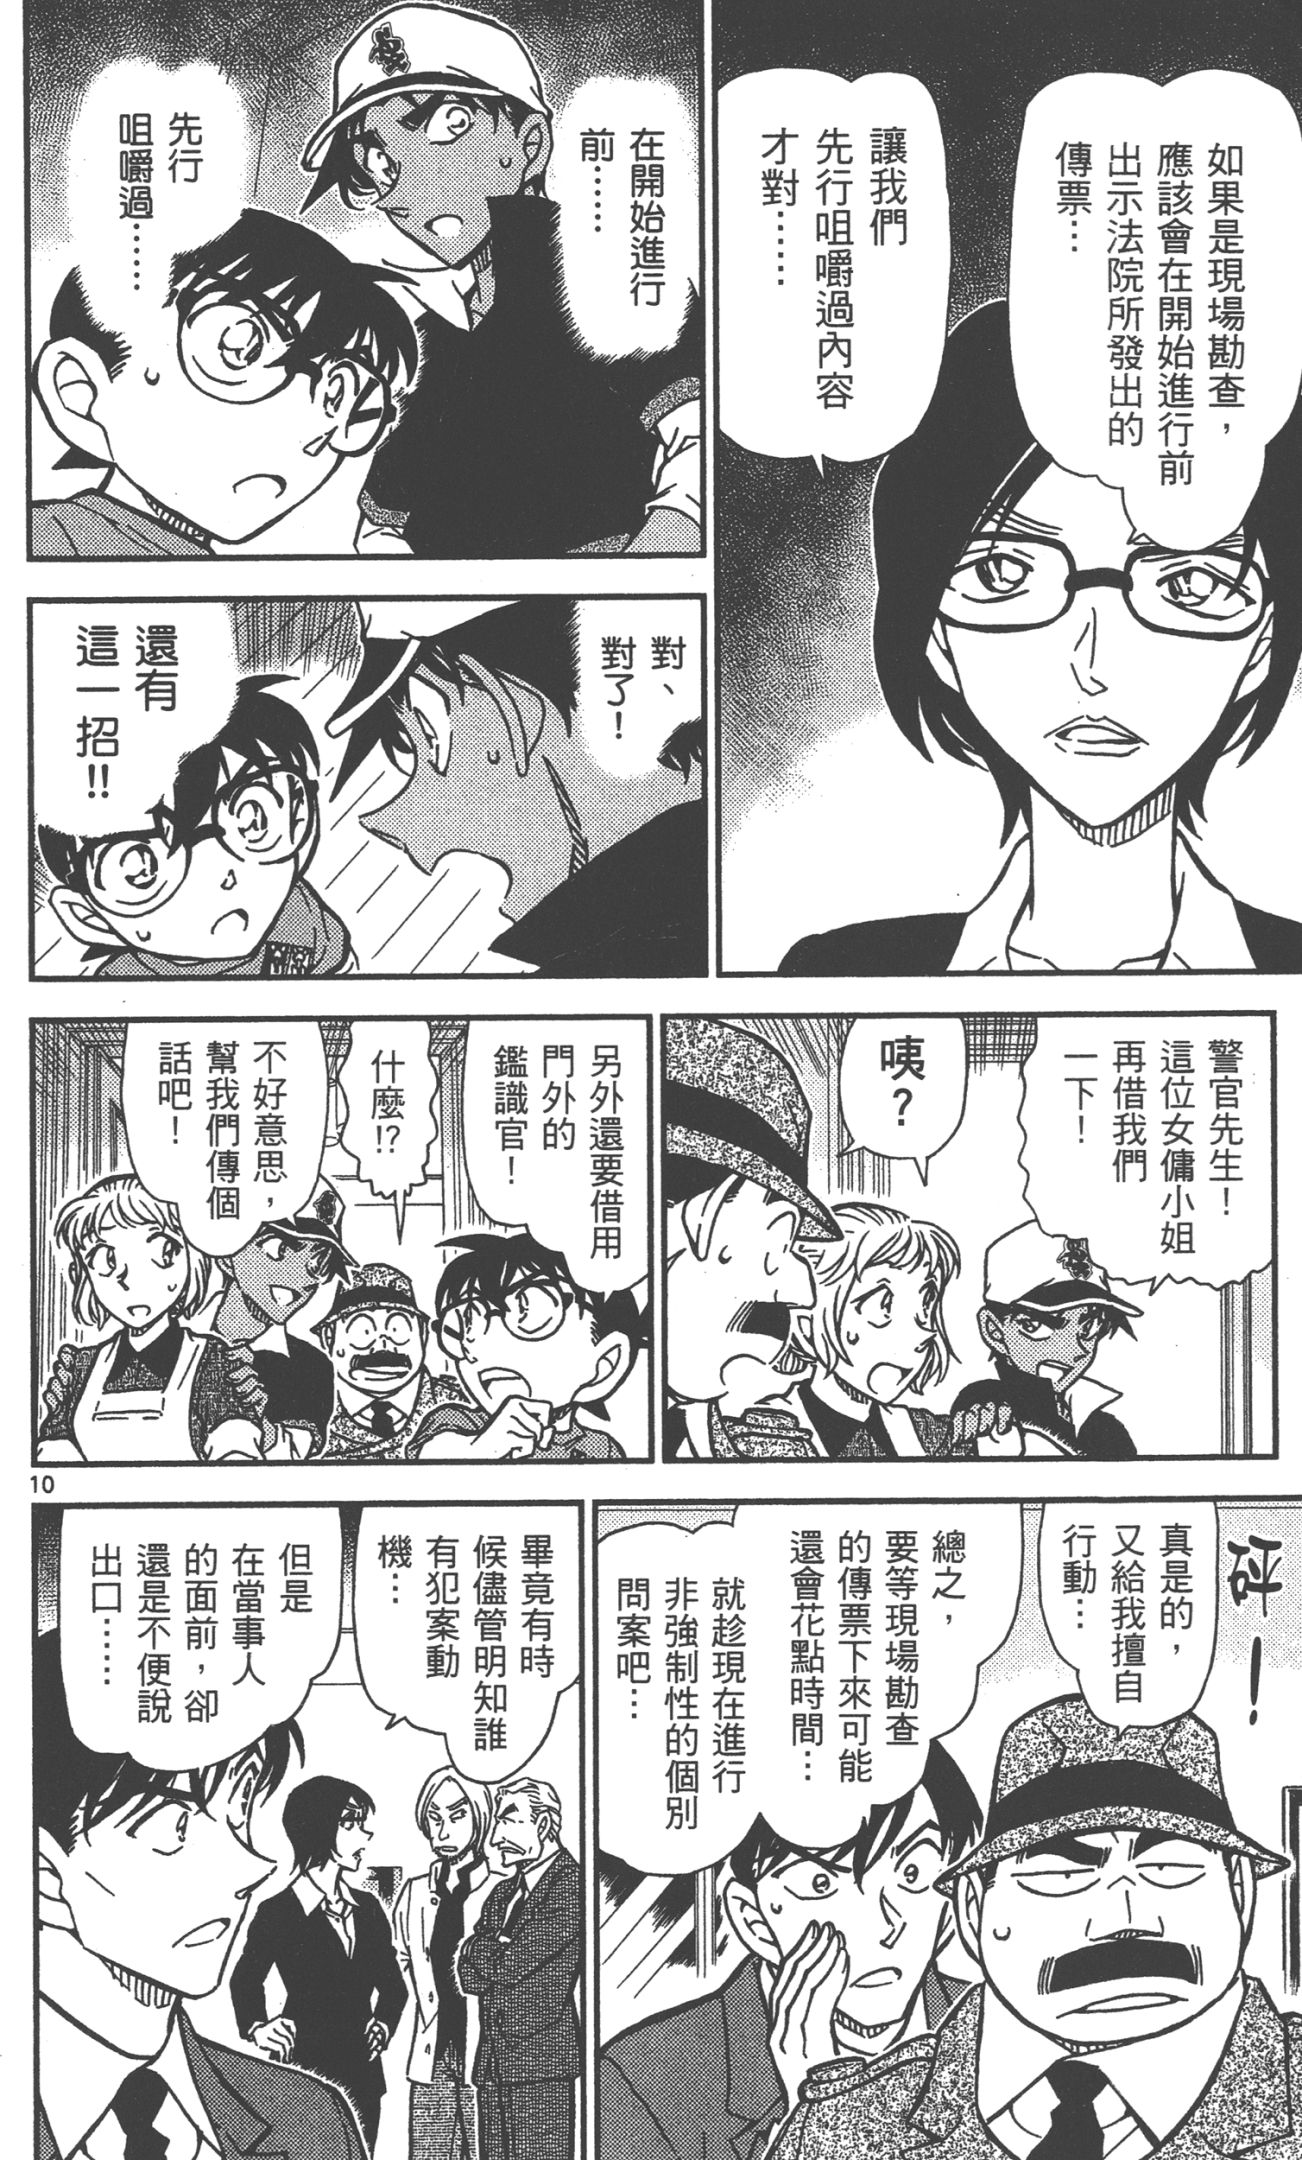 如果是現場勘查，
應該會在開始進行前
出示法院所發出的
傳票…
讓我們
先行咀嚼過內容
才對……
在開始進行
前……
先行
咀嚼過……
對、
對了！
還有
這一招!!
警官先生！
這位女傭小姐
再借我們
一下！
咦？
另外還要借用
門外的
鑑識官！
什麼!?
不好意思，
幫我們傳個
話吧！
10
砰！
真是的，
又給我擅自
行動…
總之，
要等現場勘查
的傳票下來可能
還會花點時間…
就趁現在進行
非強制性的個別
問案吧…
畢竟有時
候儘管明知誰
有犯案動
機…
但是
在當事人
的面前，卻
還是不便說
出口……